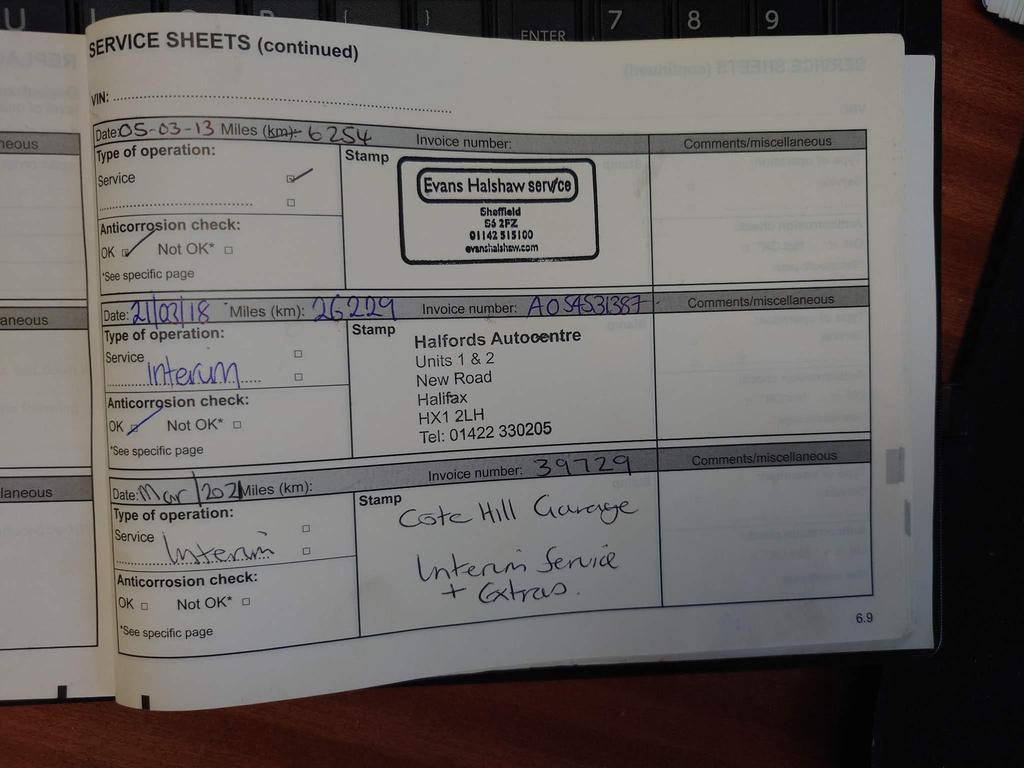 U
{
}
ENTER
7 8 9
SERVICE SHEETS (continued)
VIN:
Date: 05-03-13 Miles (km): 6254 Invoice number: Comments/miscellaneous
Type of operation:
Service
Stamp
Evans Halshaw service
Sheffield
S6 2FZ
01142 515100
evanshalshaw.com
Anticorrosion check:
OK Not OK*
*See specific page
Date: 21/03/18 Miles (km): 26229 Invoice number: A054531387 Comments/miscellaneous
Type of operation:
Service
Interim
Stamp
Halfords Autocentre
Units 1 & 2
New Road
Halifax
HX1 2LH
Tel: 01422 330205
Anticorrosion check:
OK Not OK*
*See specific page
Date: Mar/2021 Miles (km): Invoice number: 39729 Comments/miscellaneous
Type of operation:
Service
Interim
Stamp
Cote Hill Garage
Interim Service
+ Extras.
Anticorrosion check:
OK Not OK*
*See specific page
6.9
neous
aneous
laneous